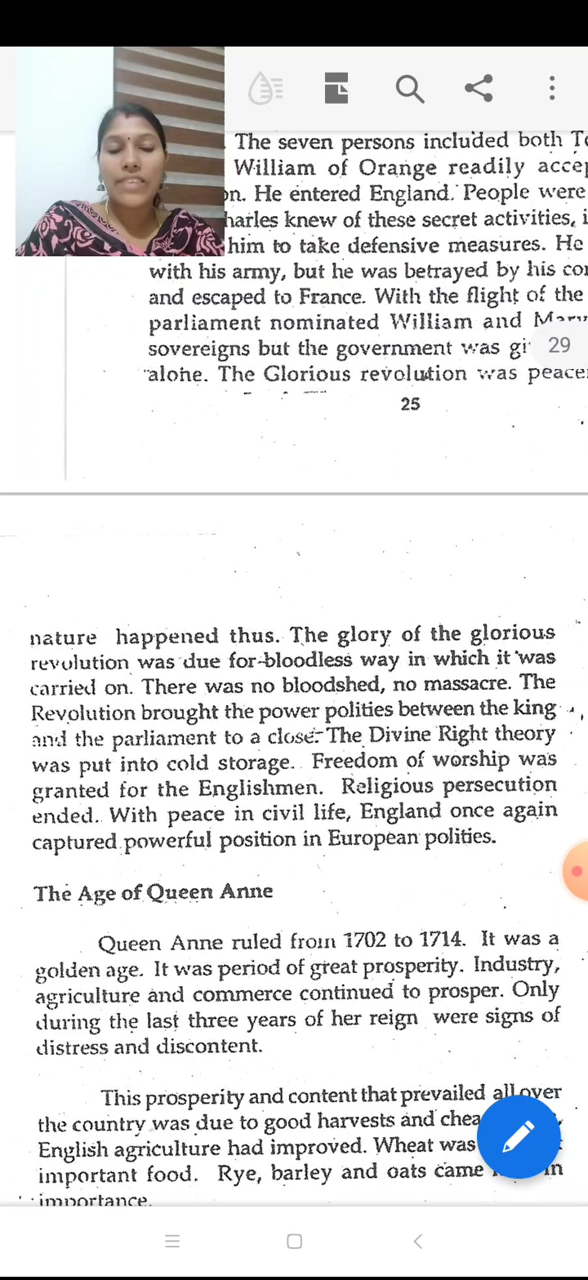 The seven persons included both
William of Orange readily
He entered England. People were
knew of these secret activities,
him to take defensive measures. He
with his army, but he was betrayed by his
and escaped to France. With the flight of the
parliament nominated William and
sovereigns but the government was
29
alone. The Glorious revolution was
25
nature happened thus. The glory of the glorious
revolution was due for bloodless way in which it was
carried on. There was no bloodshed, no massacre. The
Revolution brought the power polities between the king
and the parliament to a close. The Divine Right theory
was put into cold storage. Freedom of worship was
granted for the Englishmen. Religious persecution
ended. With peace in civil life, England once again
captured powerful position in European polities.
The Age of Queen Anne
Queen Anne ruled from 1702 to 1714. It was a
golden age. It was period of great prosperity. Industry,
agriculture and commerce continued to prosper. Only
during the last three years of her reign were signs of
distress and discontent.
This prosperity and content that prevailed all over
the country was due to good harvests and
English agriculture had improved. Wheat was
important food. Rye, barley and oats came in
importance.